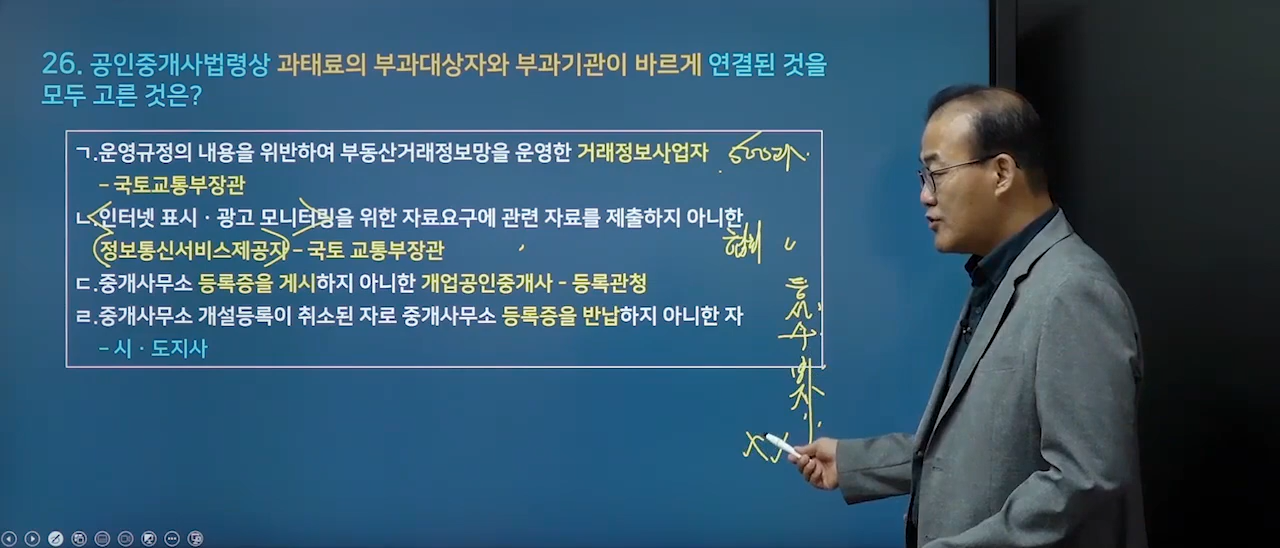 26. 공인중개사법령상 과태료의 부과대상자와 부과기관이 바르게 연결된 것을
모두 고른 것은?
ㄱ.운영규정의 내용을 위반하여 부동산거래정보망을 운영한 거래정보사업자
- 국토교통부장관
ㄴ.인터넷 표시·광고 모니터링을 위한 자료요구에 관련 자료를 제출하지 아니한
정보통신서비스제공자 - 국토 교통부장관
협회
ㄷ.중개사무소 등록증을 게시하지 아니한 개업공인중개사 - 등록관청
ㄹ.중개사무소 개설등록이 취소된 자로 중개사무소 등록증을 반납하지 아니한 자
- 시·도지사